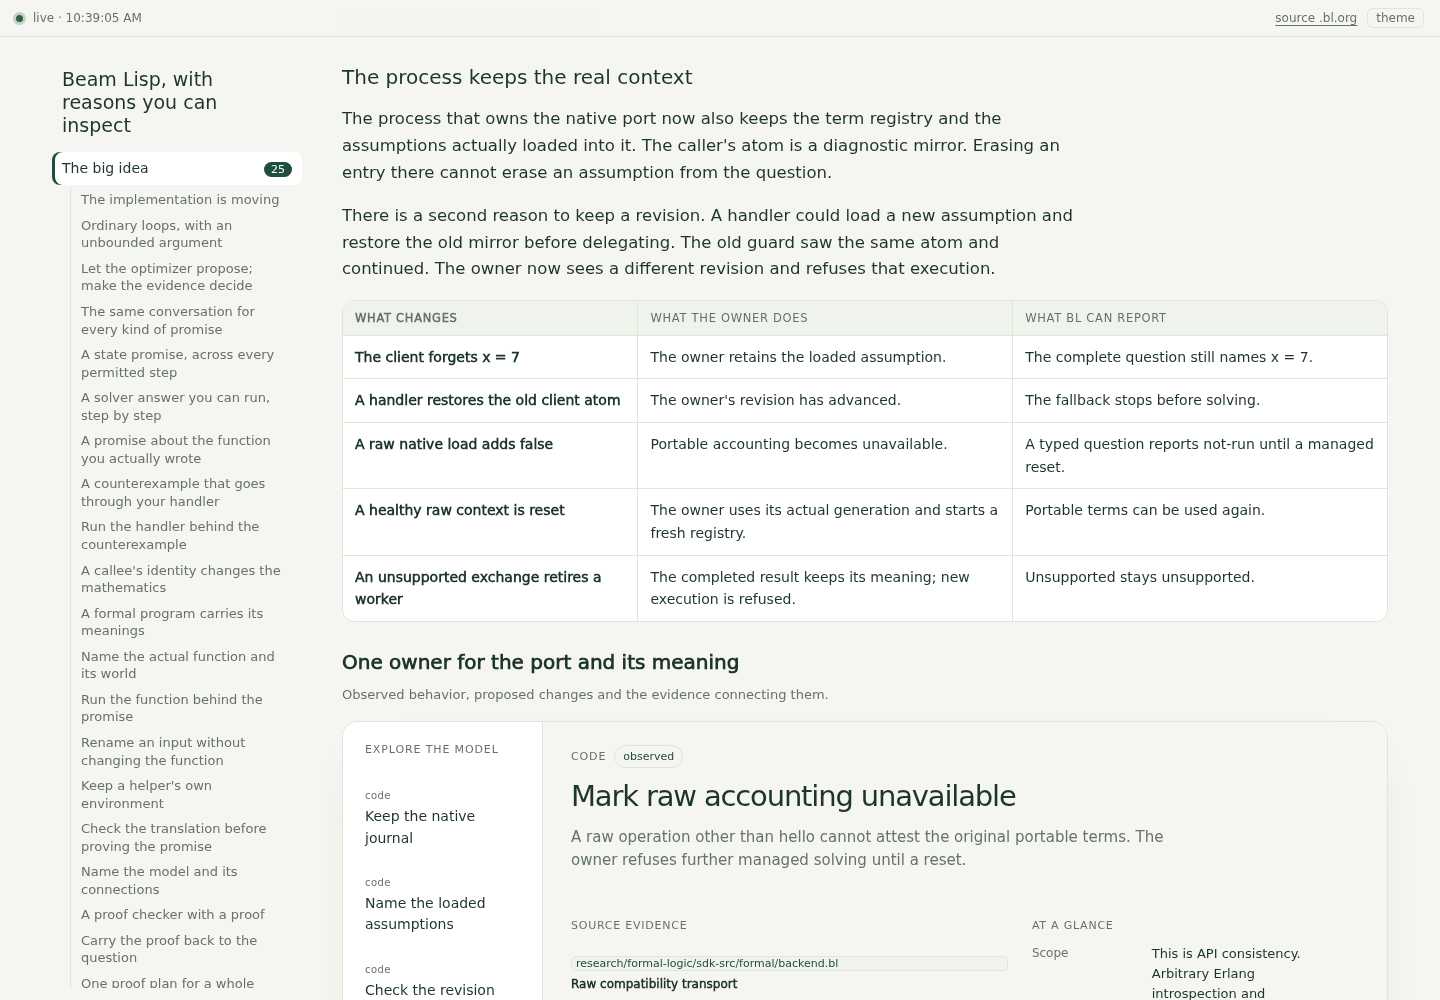 live · 10:39:05 AM
source .bl.org
theme
Beam Lisp, with
reasons you can
inspect
The big idea
25
The implementation is moving
Ordinary loops, with an
unbounded argument
Let the optimizer propose;
make the evidence decide
The same conversation for
every kind of promise
A state promise, across every
permitted step
A solver answer you can run,
step by step
A promise about the function
you actually wrote
A counterexample that goes
through your handler
Run the handler behind the
counterexample
A callee's identity changes the
mathematics
A formal program carries its
meanings
Name the actual function and
its world
Run the function behind the
promise
Rename an input without
changing the function
Keep a helper's own
environment
Check the translation before
proving the promise
Name the model and its
connections
A proof checker with a proof
Carry the proof back to the
question
One proof plan for a whole
The process keeps the real context
The process that owns the native port now also keeps the term registry and the
assumptions actually loaded into it. The caller's atom is a diagnostic mirror. Erasing an
entry there cannot erase an assumption from the question.
There is a second reason to keep a revision. A handler could load a new assumption and
restore the old mirror before delegating. The old guard saw the same atom and
continued. The owner now sees a different revision and refuses that execution.
WHAT CHANGES
WHAT THE OWNER DOES
WHAT BL CAN REPORT
The client forgets x = 7
The owner retains the loaded assumption.
The complete question still names x = 7.
A handler restores the old client atom
The owner's revision has advanced.
The fallback stops before solving.
A raw native load adds false
Portable accounting becomes unavailable.
A typed question reports not-run until a managed
reset.
A healthy raw context is reset
The owner uses its actual generation and starts a
fresh registry.
Portable terms can be used again.
An unsupported exchange retires a
worker
The completed result keeps its meaning; new
execution is refused.
Unsupported stays unsupported.
One owner for the port and its meaning
Observed behavior, proposed changes and the evidence connecting them.
EXPLORE THE MODEL
code
Keep the native
journal
code
Name the loaded
assumptions
code
Check the revision
CODE
observed
Mark raw accounting unavailable
A raw operation other than hello cannot attest the original portable terms. The
owner refuses further managed solving until a reset.
SOURCE EVIDENCE
research/formal-logic/sdk-src/formal/backend.bl
Raw compatibility transport
AT A GLANCE
Scope
This is API consistency.
Arbitrary Erlang
introspection and